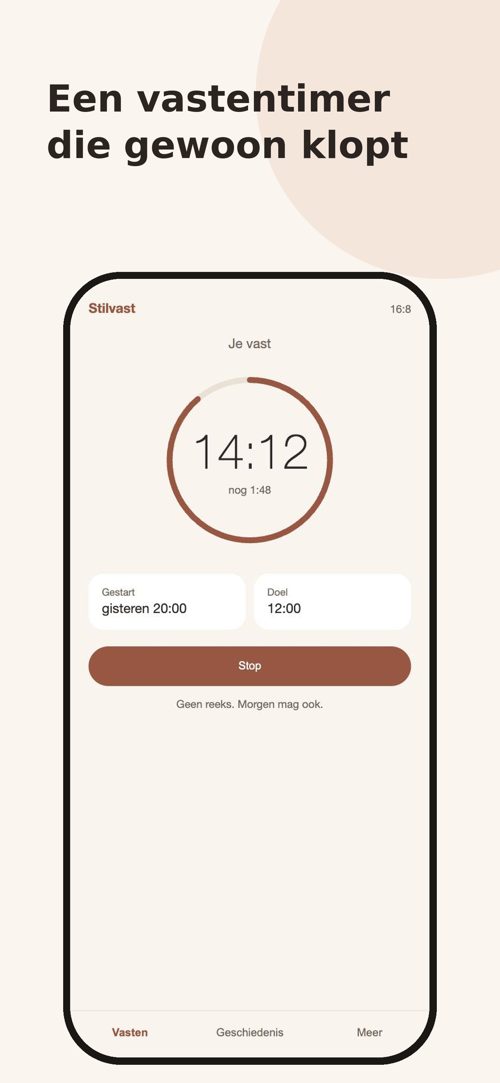 Een vastentimer
die gewoon klopt
Stilvast
16:8
Je vast
14:12
nog 1:48
Gestart
gisteren 20:00
Doel
12:00
Stop
Geen reeks. Morgen mag ook.
Vasten
Geschiedenis
Meer